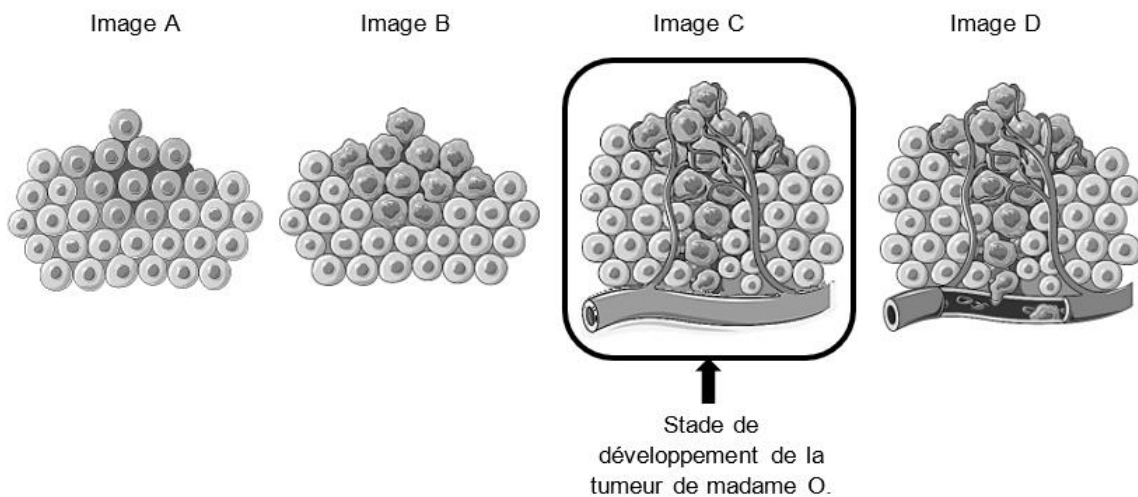 Image A
Image B
Image C
Image D
Stade de
développement de la
tumeur de madame O.